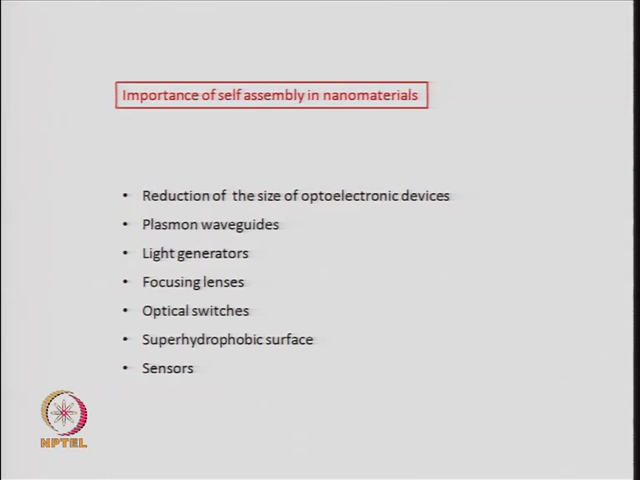 Importance of self assembly in nanomaterials
• Reduction of the size of optoelectronic devices
• Plasmon waveguides
• Light generators
• Focusing lenses
• Optical switches
• Superhydrophobic surface
• Sensors
NPTEL